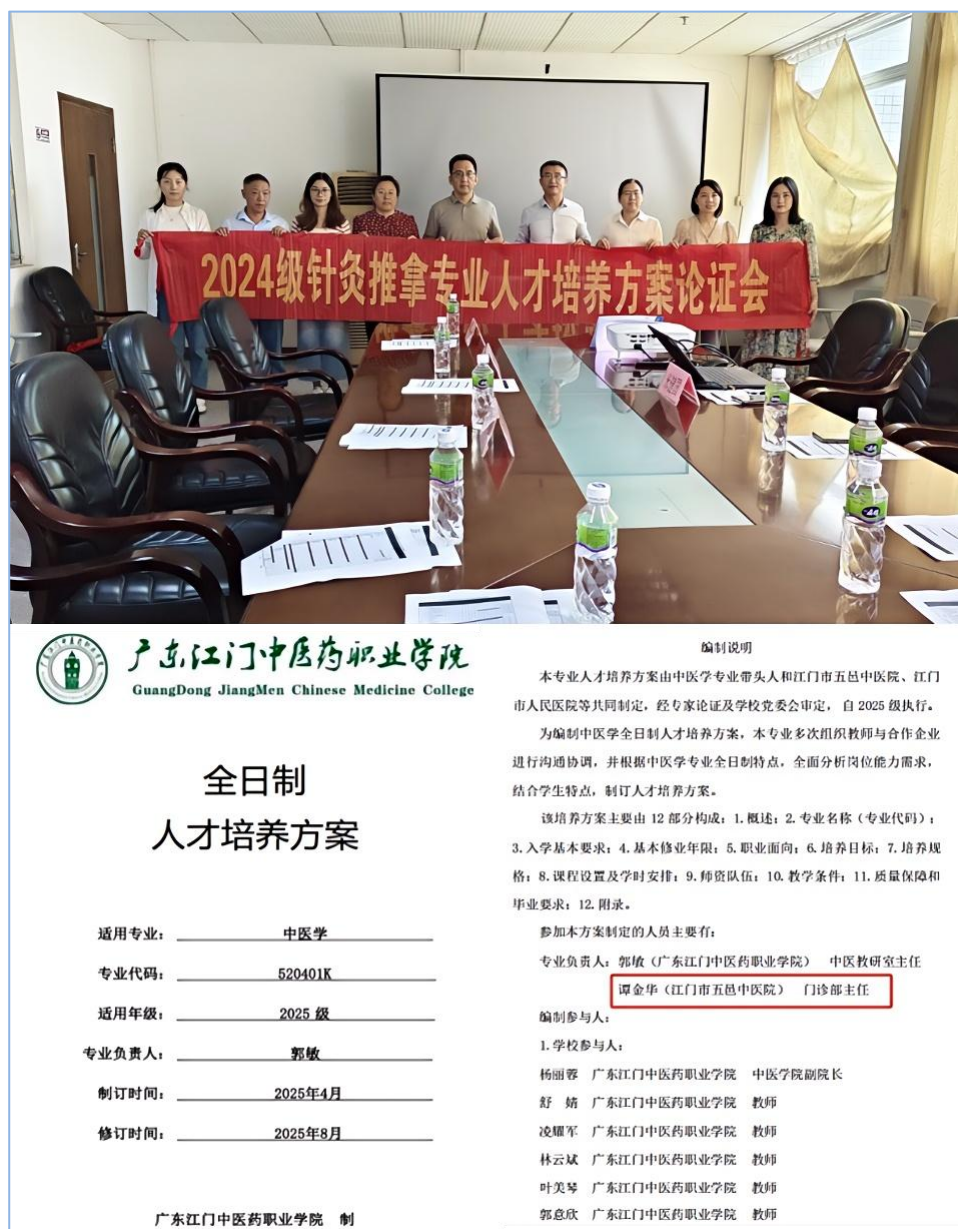 2024级针灸推拿专业人才培养方案论证会
广东江门中医药职业学院
GuangDong JiangMen Chinese Medicine College
全日制
人才培养方案
适用专业：中医学
专业代码：520401K
适用年级：2025 级
专业负责人：郭敏
制订时间：2025年4月
修订时间：2025年8月
广东江门中医药职业学院 制
编制说明
本专业人才培养方案由中医学专业带头人和江门市五邑中医院、江门
市人民医院等共同制定，经专家论证及学校党委会审定，自 2025 级执行。
为编制中医学全日制人才培养方案，本专业多次组织教师与合作企业
进行沟通协调，并根据中医学专业全日制特点，全面分析岗位能力需求，
结合学生特点，制订人才培养方案。
该培养方案主要由 12 部分构成：1.概述；2.专业名称（专业代码）；
3.入学基本要求；4.基本修业年限；5.职业面向；6.培养目标；7.培养规
格；8.课程设置及学时安排；9.师资队伍；10.教学条件；11.质量保障和
毕业要求；12.附录。
参加本方案制定的人员主要有：
专业负责人：郭敏（广东江门中医药职业学院） 中医教研室主任
谭金华（江门市五邑中医院） 门诊部主任
编制参与人：
1.学校参与人：
杨丽蓉 广东江门中医药职业学院 中医学院副院长
舒 婧 广东江门中医药职业学院 教师
凌耀军 广东江门中医药职业学院 教师
林云斌 广东江门中医药职业学院 教师
叶美琴 广东江门中医药职业学院 教师
郭意欣 广东江门中医药职业学院 教师